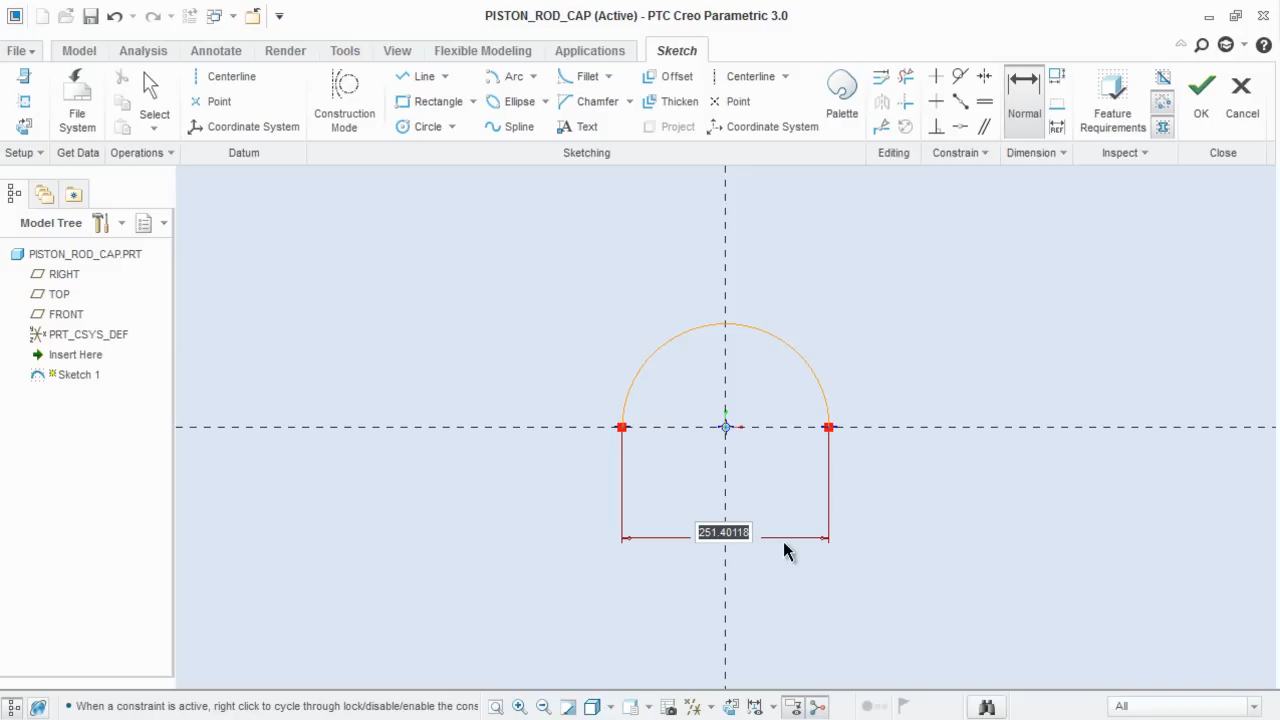 PISTON_ROD_CAP (Active) - PTC Creo Parametric 3.0
File Model Analysis Annotate Render Tools View Flexible Modeling Applications Sketch
File System
Select
Centerline
Point
Coordinate System
Construction Mode
Line Arc Fillet Offset Centerline
Rectangle Ellipse Chamfer Thicken Point
Circle Spline Text Project Coordinate System
Palette
Normal
REF
Feature Requirements
OK
Cancel
Setup Get Data Operations Datum Sketching Editing Constrain Dimension Inspect Close
Model Tree
PISTON_ROD_CAP.PRT
RIGHT
TOP
FRONT
PRT_CSYS_DEF
Insert Here
Sketch 1
251.40118
When a constraint is active, right click to cycle through lock/disable/enable the cons
All